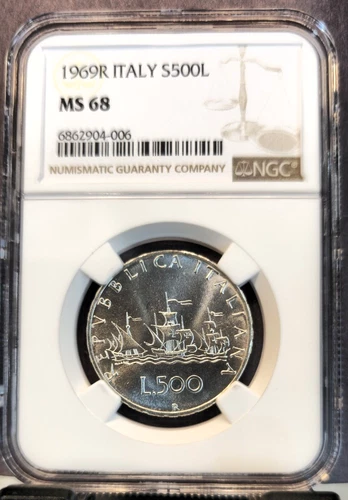 1969R ITALY S500L
MS 68
6862904-006
NUMISMATIC GUARANTY COMPANY
NGC
REPVBBLICA ITALIANA
L.500
R